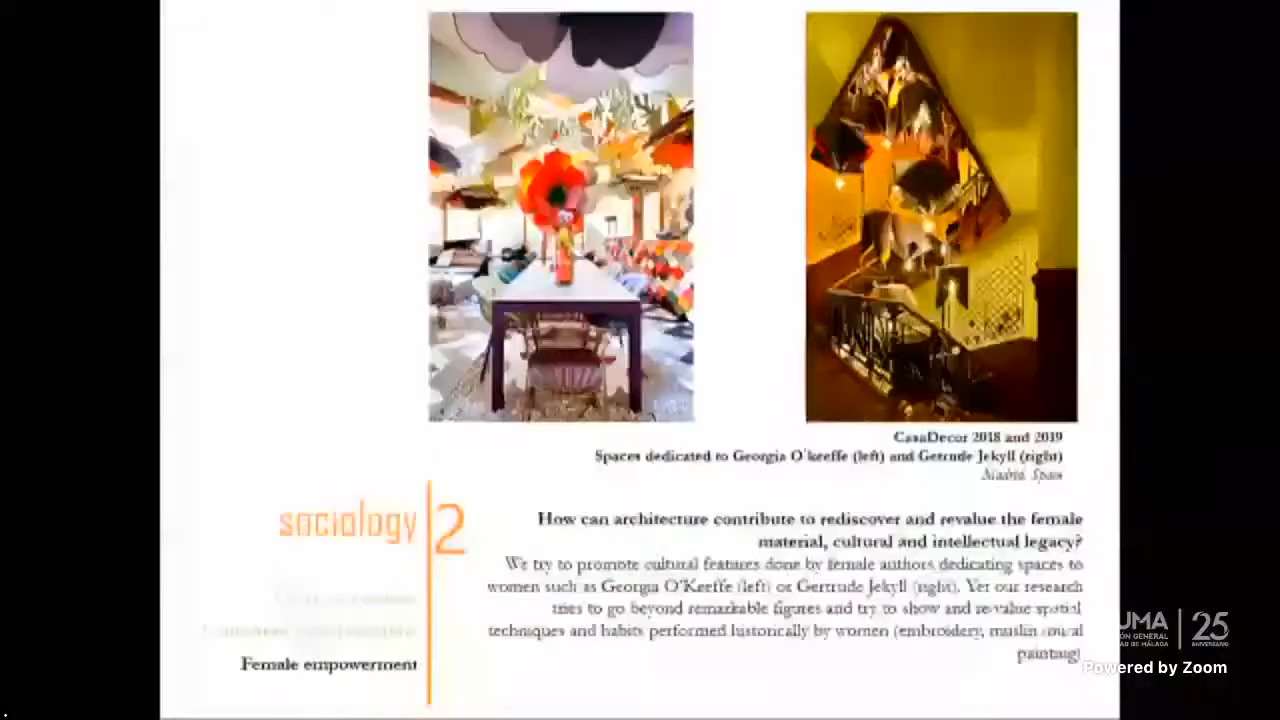 CasaDecor 2018 and 2019
Spaces dedicated to Georgia O'keeffe (left) and Gertrude Jekyll (right)
Madrid, Spain
sociology 2
How can architecture contribute to rediscover and revalue the female
material, cultural and intellectual legacy?
We try to promote cultural features done by female authors dedicating spaces to
women such as Georgia O'Keeffe (left) or Gertrude Jekyll (right). Yet our research
tries to go beyond remarkable figures and try to show and revalue spatial
techniques and habits performed historically by women (embroidery, muslin mural
painting)
Female empowerment
UMA
25
ANIVERSARIO
Powered by Zoom